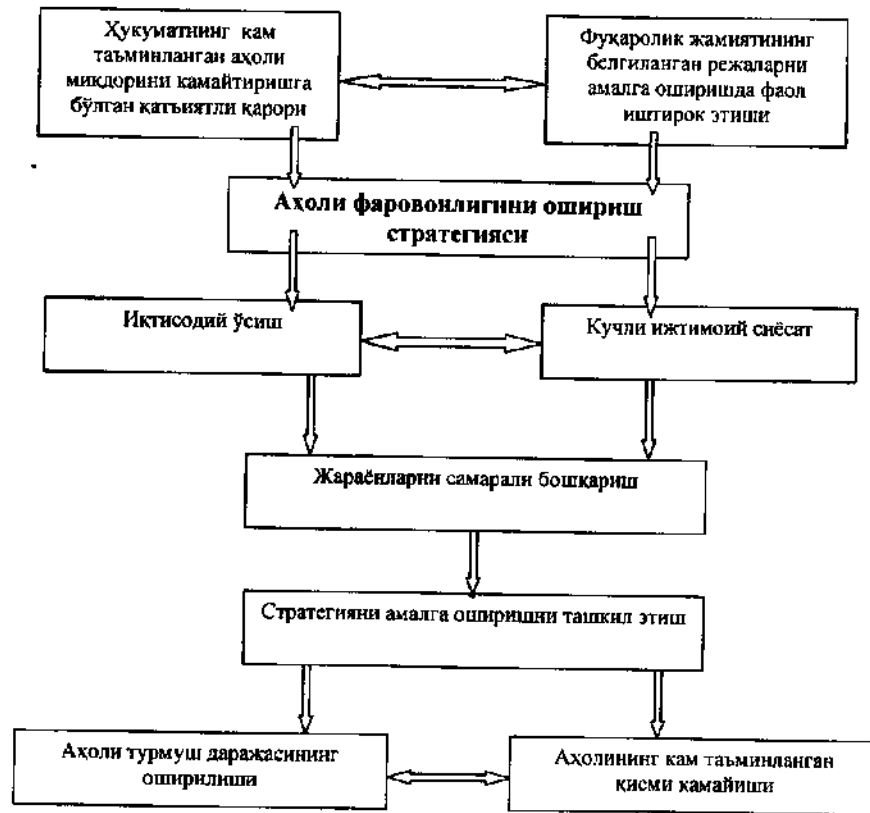 Ҳукуматнинг кам
таъминланган аҳоли
миқдорини камайтиришга
бўлган қатъиятли қарори
Фуқаролик жамиятининг
белгиланган режаларни
амалга оширишда фаол
иштирок этиши
Аҳоли фаровонлигини ошириш
стратегияси
Иқтисодий ўсиш
Кучли ижтимоий сиёсат
Жараёнларни самарали бошқариш
Стратегияни амалга оширишни ташкил этиш
Аҳоли турмуш даражасининг
оширилиши
Аҳолининг кам таъминланган
қисми камайиши